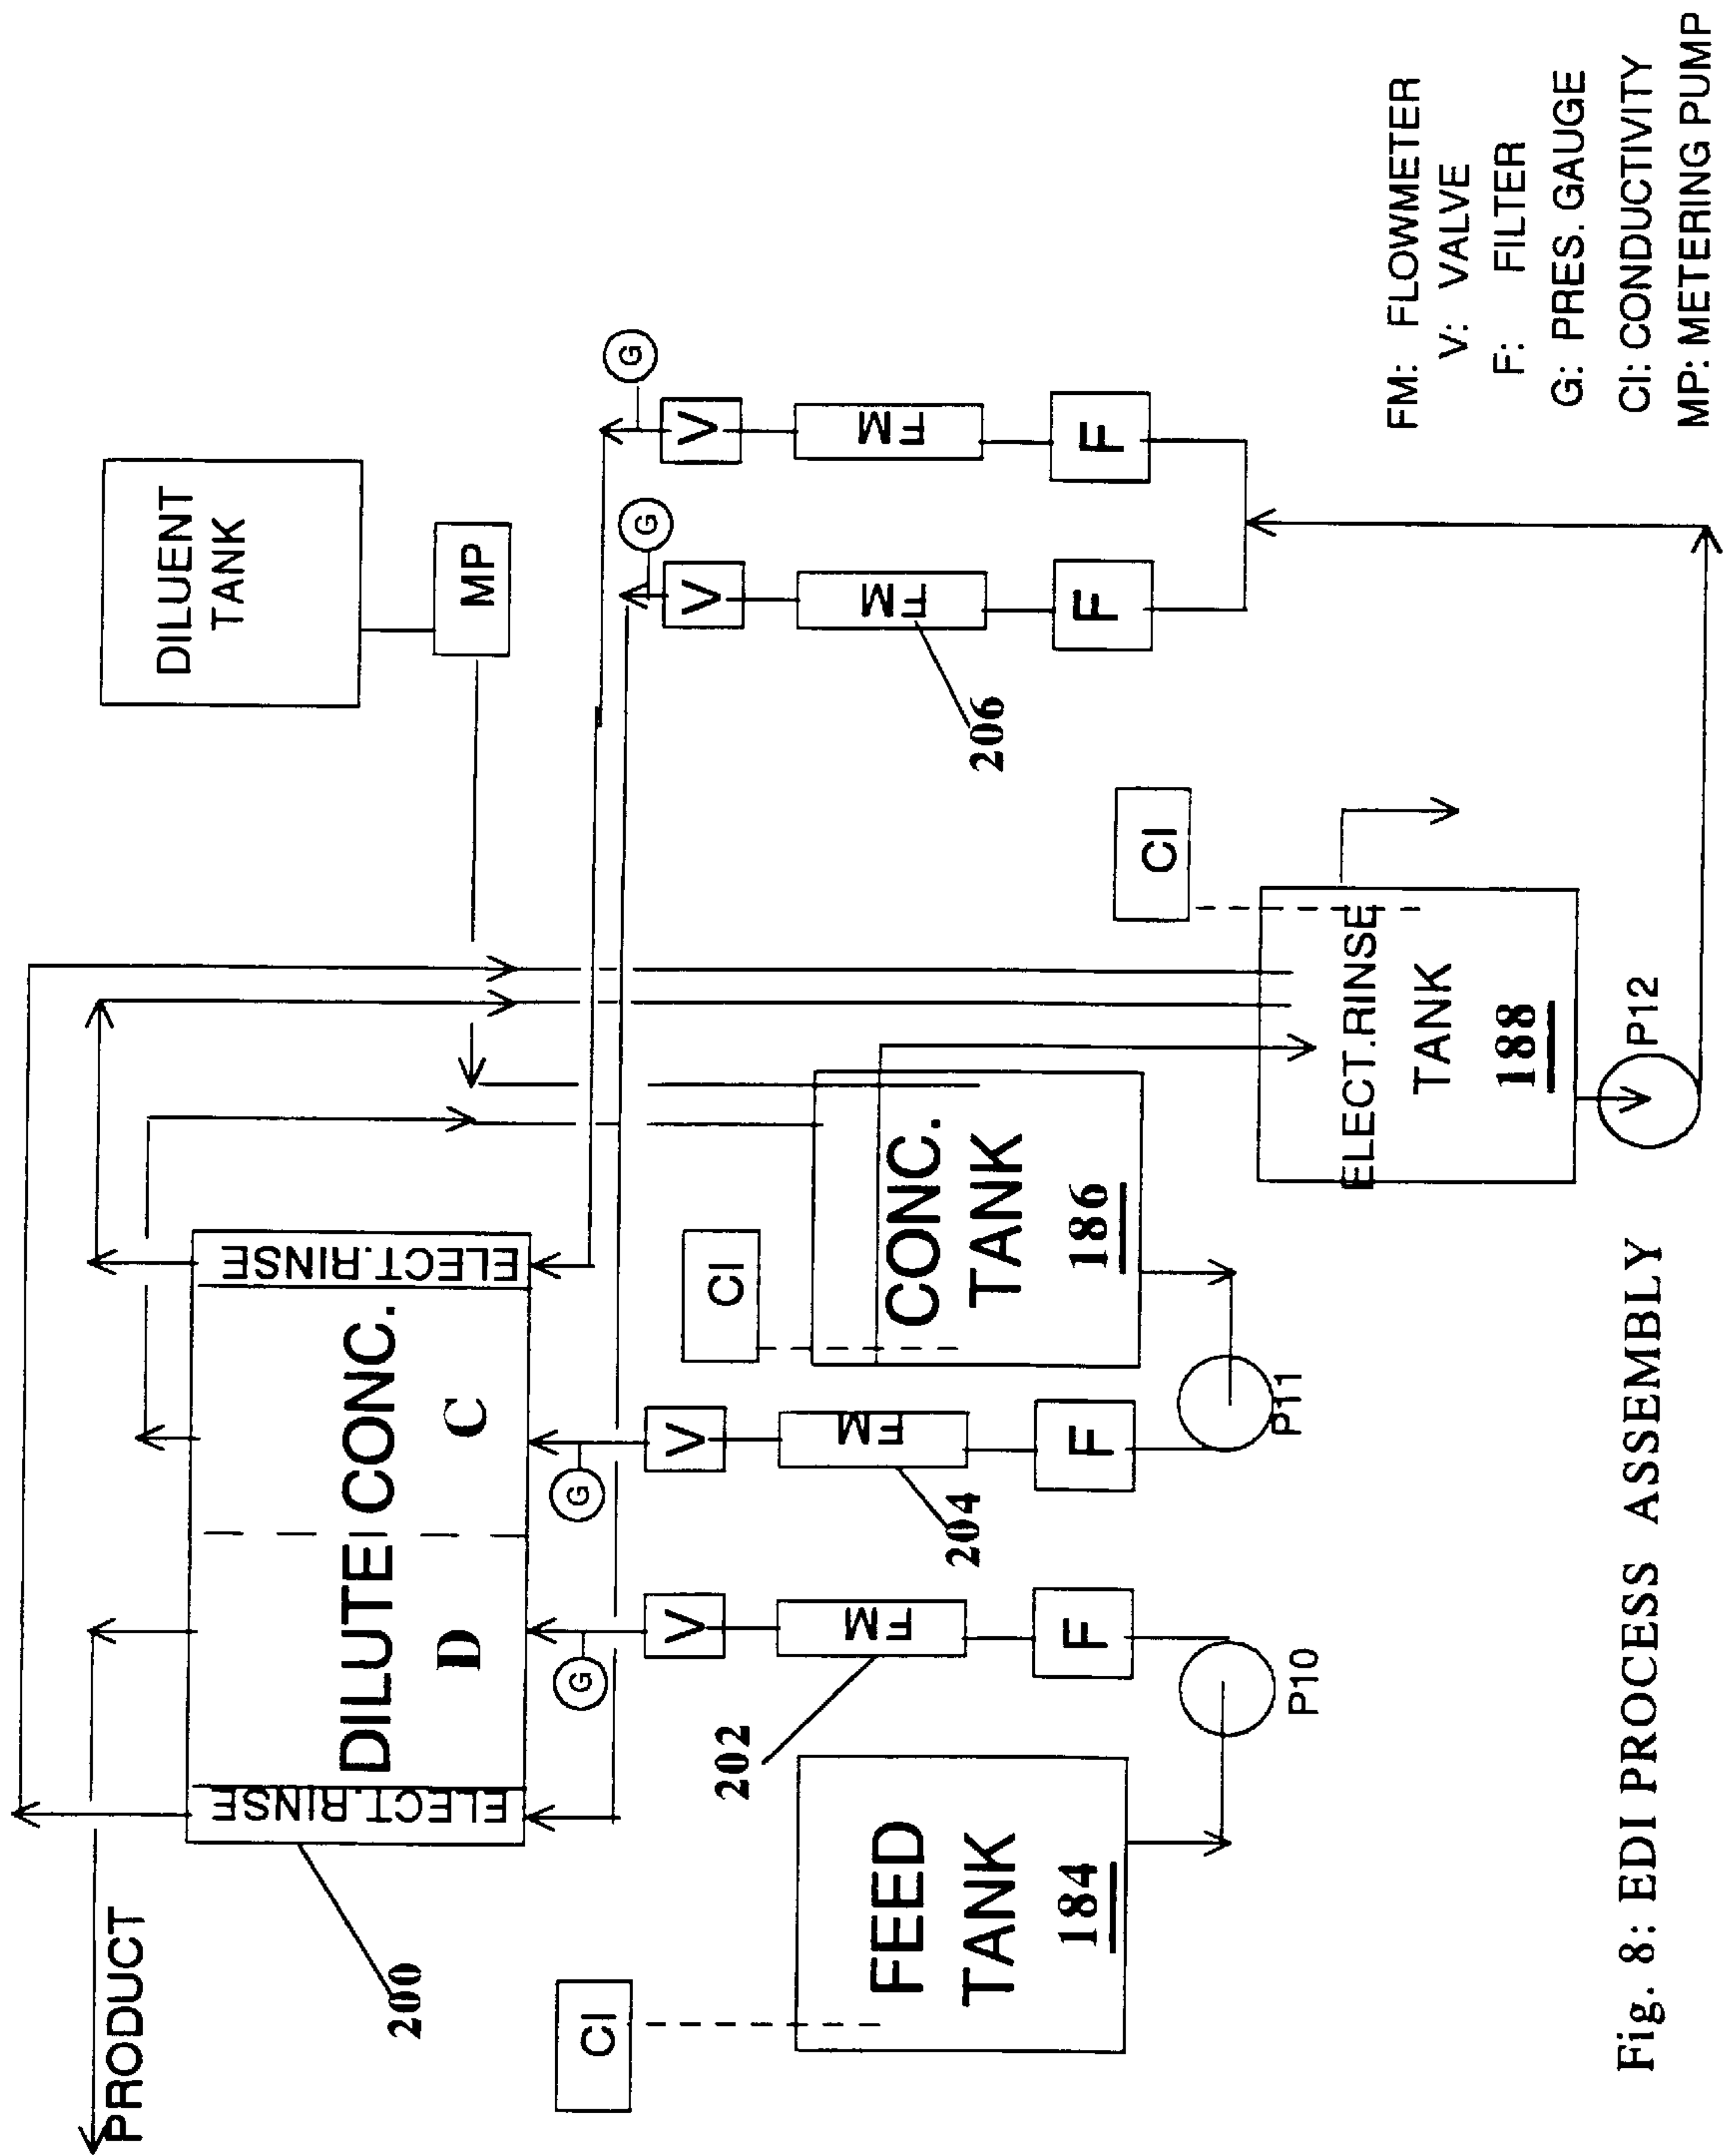 PRODUCT
200
ELECT.RINSE
DILUTE
CONC.
D
C
ELECT.RINSE
DILUENT
TANK
MP
G
G
G
G
V
V
V
V
FM
FM
FM
FM
202
204
206
F
F
F
F
CI
CI
CI
FEED
TANK
184
CONC.
TANK
186
ELECT.RINSE
TANK
188
P10
P11
P12
FM: FLOWMETER
V: VALVE
F: FILTER
G: PRES. GAUGE
CI: CONDUCTIVITY
MP: METERING PUMP
Fig. 8: EDI PROCESS ASSEMBLY